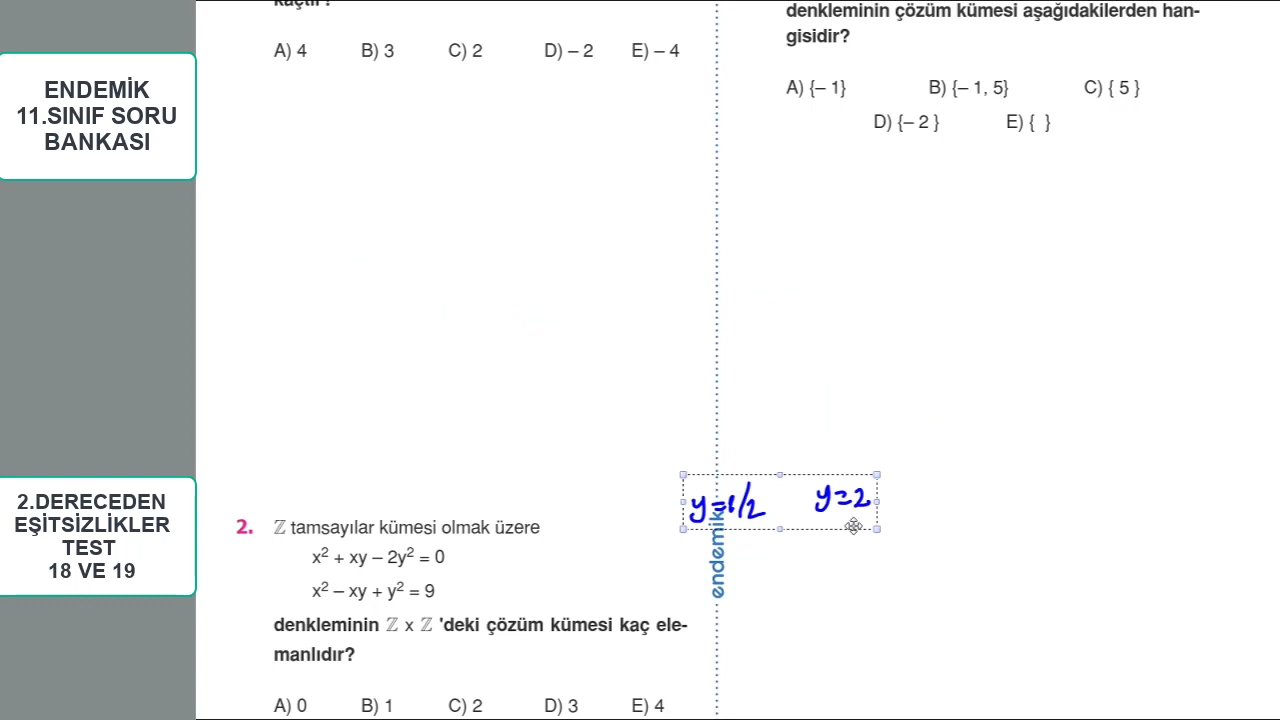 ENDEMİK
11.SINIF SORU
BANKASI
2.DERECEDEN
EŞİTSİZLİKLER
TEST
18 VE 19
kaçtır?
A) 4 B) 3 C) 2 D) – 2 E) – 4
2. ℤ tamsayılar kümesi olmak üzere
x² + xy – 2y² = 0
x² – xy + y² = 9
denkleminin ℤ x ℤ 'deki çözüm kümesi kaç ele-
manlıdır?
A) 0 B) 1 C) 2 D) 3 E) 4
y=1/2 y=2
endemik
denkleminin çözüm kümesi aşağıdakilerden han-
gisidir?
A) {– 1} B) {– 1, 5} C) { 5 }
D) {– 2 } E) { }